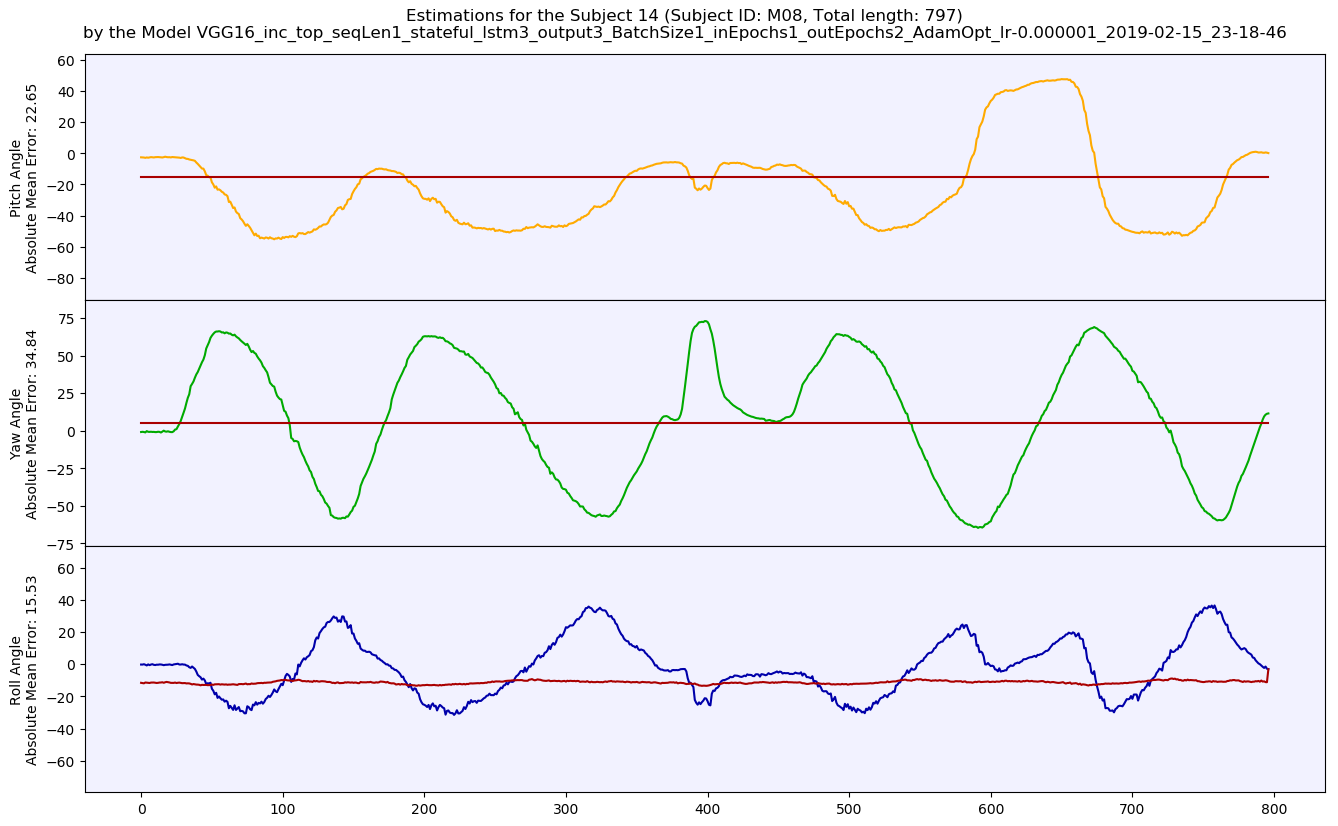 Estimations for the Subject 14 (Subject ID: M08, Total length: 797)
by the Model VGG16_inc_top_seqLen1_stateful_lstm3_output3_BatchSize1_inEpochs1_outEpochs2_AdamOpt_lr-0.000001_2019-02-15_23-18-46
Pitch Angle
Absolute Mean Error: 22.65
60
40
20
0
−20
−40
−60
−80
Yaw Angle
Absolute Mean Error: 34.84
75
50
25
0
−25
−50
−75
Roll Angle
Absolute Mean Error: 15.53
60
40
20
0
−20
−40
−60
0 100 200 300 400 500 600 700 800